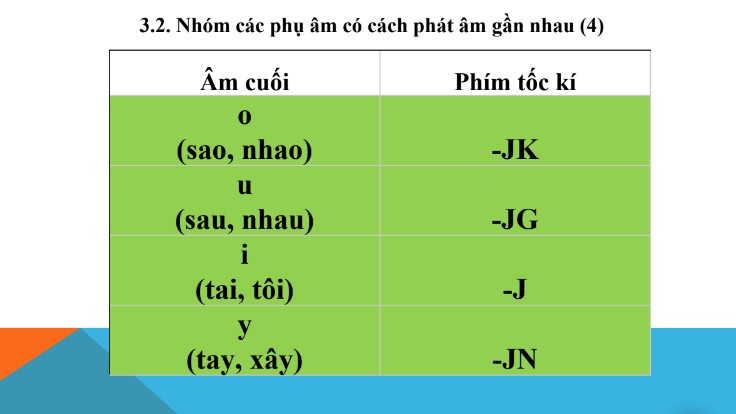 3.2. Nhóm các phụ âm có cách phát âm gần nhau (4)
Âm cuối
Phím tốc kí
o
(sao, nhao)
-JK
u
(sau, nhau)
-JG
i
(tai, tôi)
-J
y
(tay, xây)
-JN